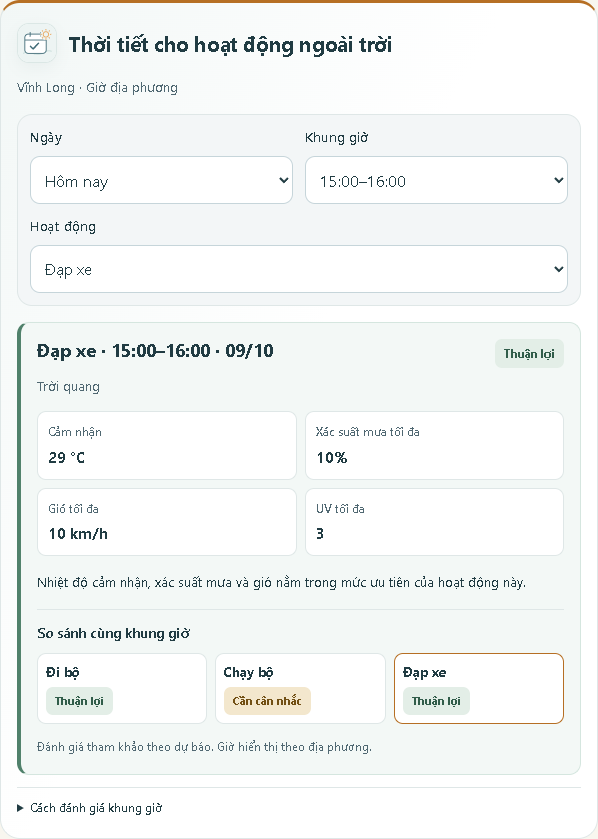 Thời tiết cho hoạt động ngoài trời
Vĩnh Long · Giờ địa phương
Ngày
Khung giờ
Hôm nay
15:00–16:00
Hoạt động
Đạp xe
Đạp xe · 15:00–16:00 · 09/10
Thuận lợi
Trời quang
Cảm nhận
Xác suất mưa tối đa
29 °C
10%
Gió tối đa
UV tối đa
10 km/h
3
Nhiệt độ cảm nhận, xác suất mưa và gió nằm trong mức ưu tiên của hoạt động này.
So sánh cùng khung giờ
Đi bộ
Chạy bộ
Đạp xe
Thuận lợi
Cần cân nhắc
Thuận lợi
Đánh giá tham khảo theo dự báo. Giờ hiển thị theo địa phương.
Cách đánh giá khung giờ